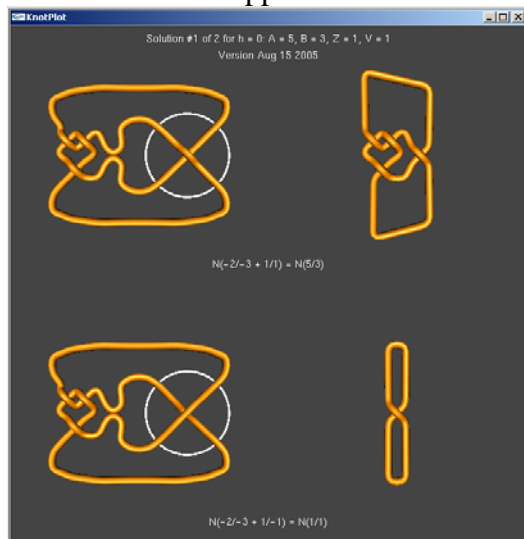 KnotPlot
Solution #1 of 2 for h = 0: A = 5, B = 3, Z = 1, V = 1
Version Aug 15 2005
N(-2/-3 + 1/1) = N(5/3)
N(-2/-3 + 1/-1) = N(1/1)